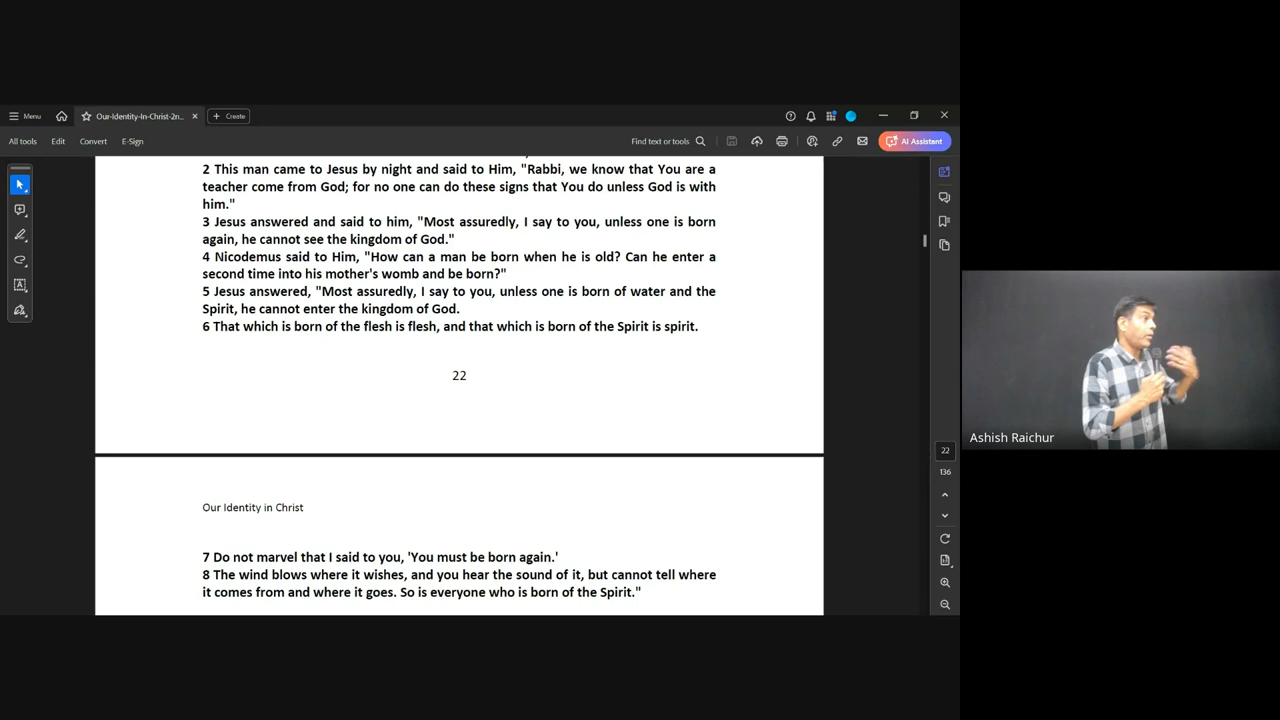 Menu
Our-Identity-In-Christ-2n...
Create
All tools
Edit
Convert
E-Sign
Find text or tools
AI Assistant
2 This man came to Jesus by night and said to Him, "Rabbi, we know that You are a
teacher come from God; for no one can do these signs that You do unless God is with
him."
3 Jesus answered and said to him, "Most assuredly, I say to you, unless one is born
again, he cannot see the kingdom of God."
4 Nicodemus said to Him, "How can a man be born when he is old? Can he enter a
second time into his mother's womb and be born?"
5 Jesus answered, "Most assuredly, I say to you, unless one is born of water and the
Spirit, he cannot enter the kingdom of God.
6 That which is born of the flesh is flesh, and that which is born of the Spirit is spirit.
22
Our Identity in Christ
7 Do not marvel that I said to you, 'You must be born again.'
8 The wind blows where it wishes, and you hear the sound of it, but cannot tell where
it comes from and where it goes. So is everyone who is born of the Spirit."
22
136
Ashish Raichur